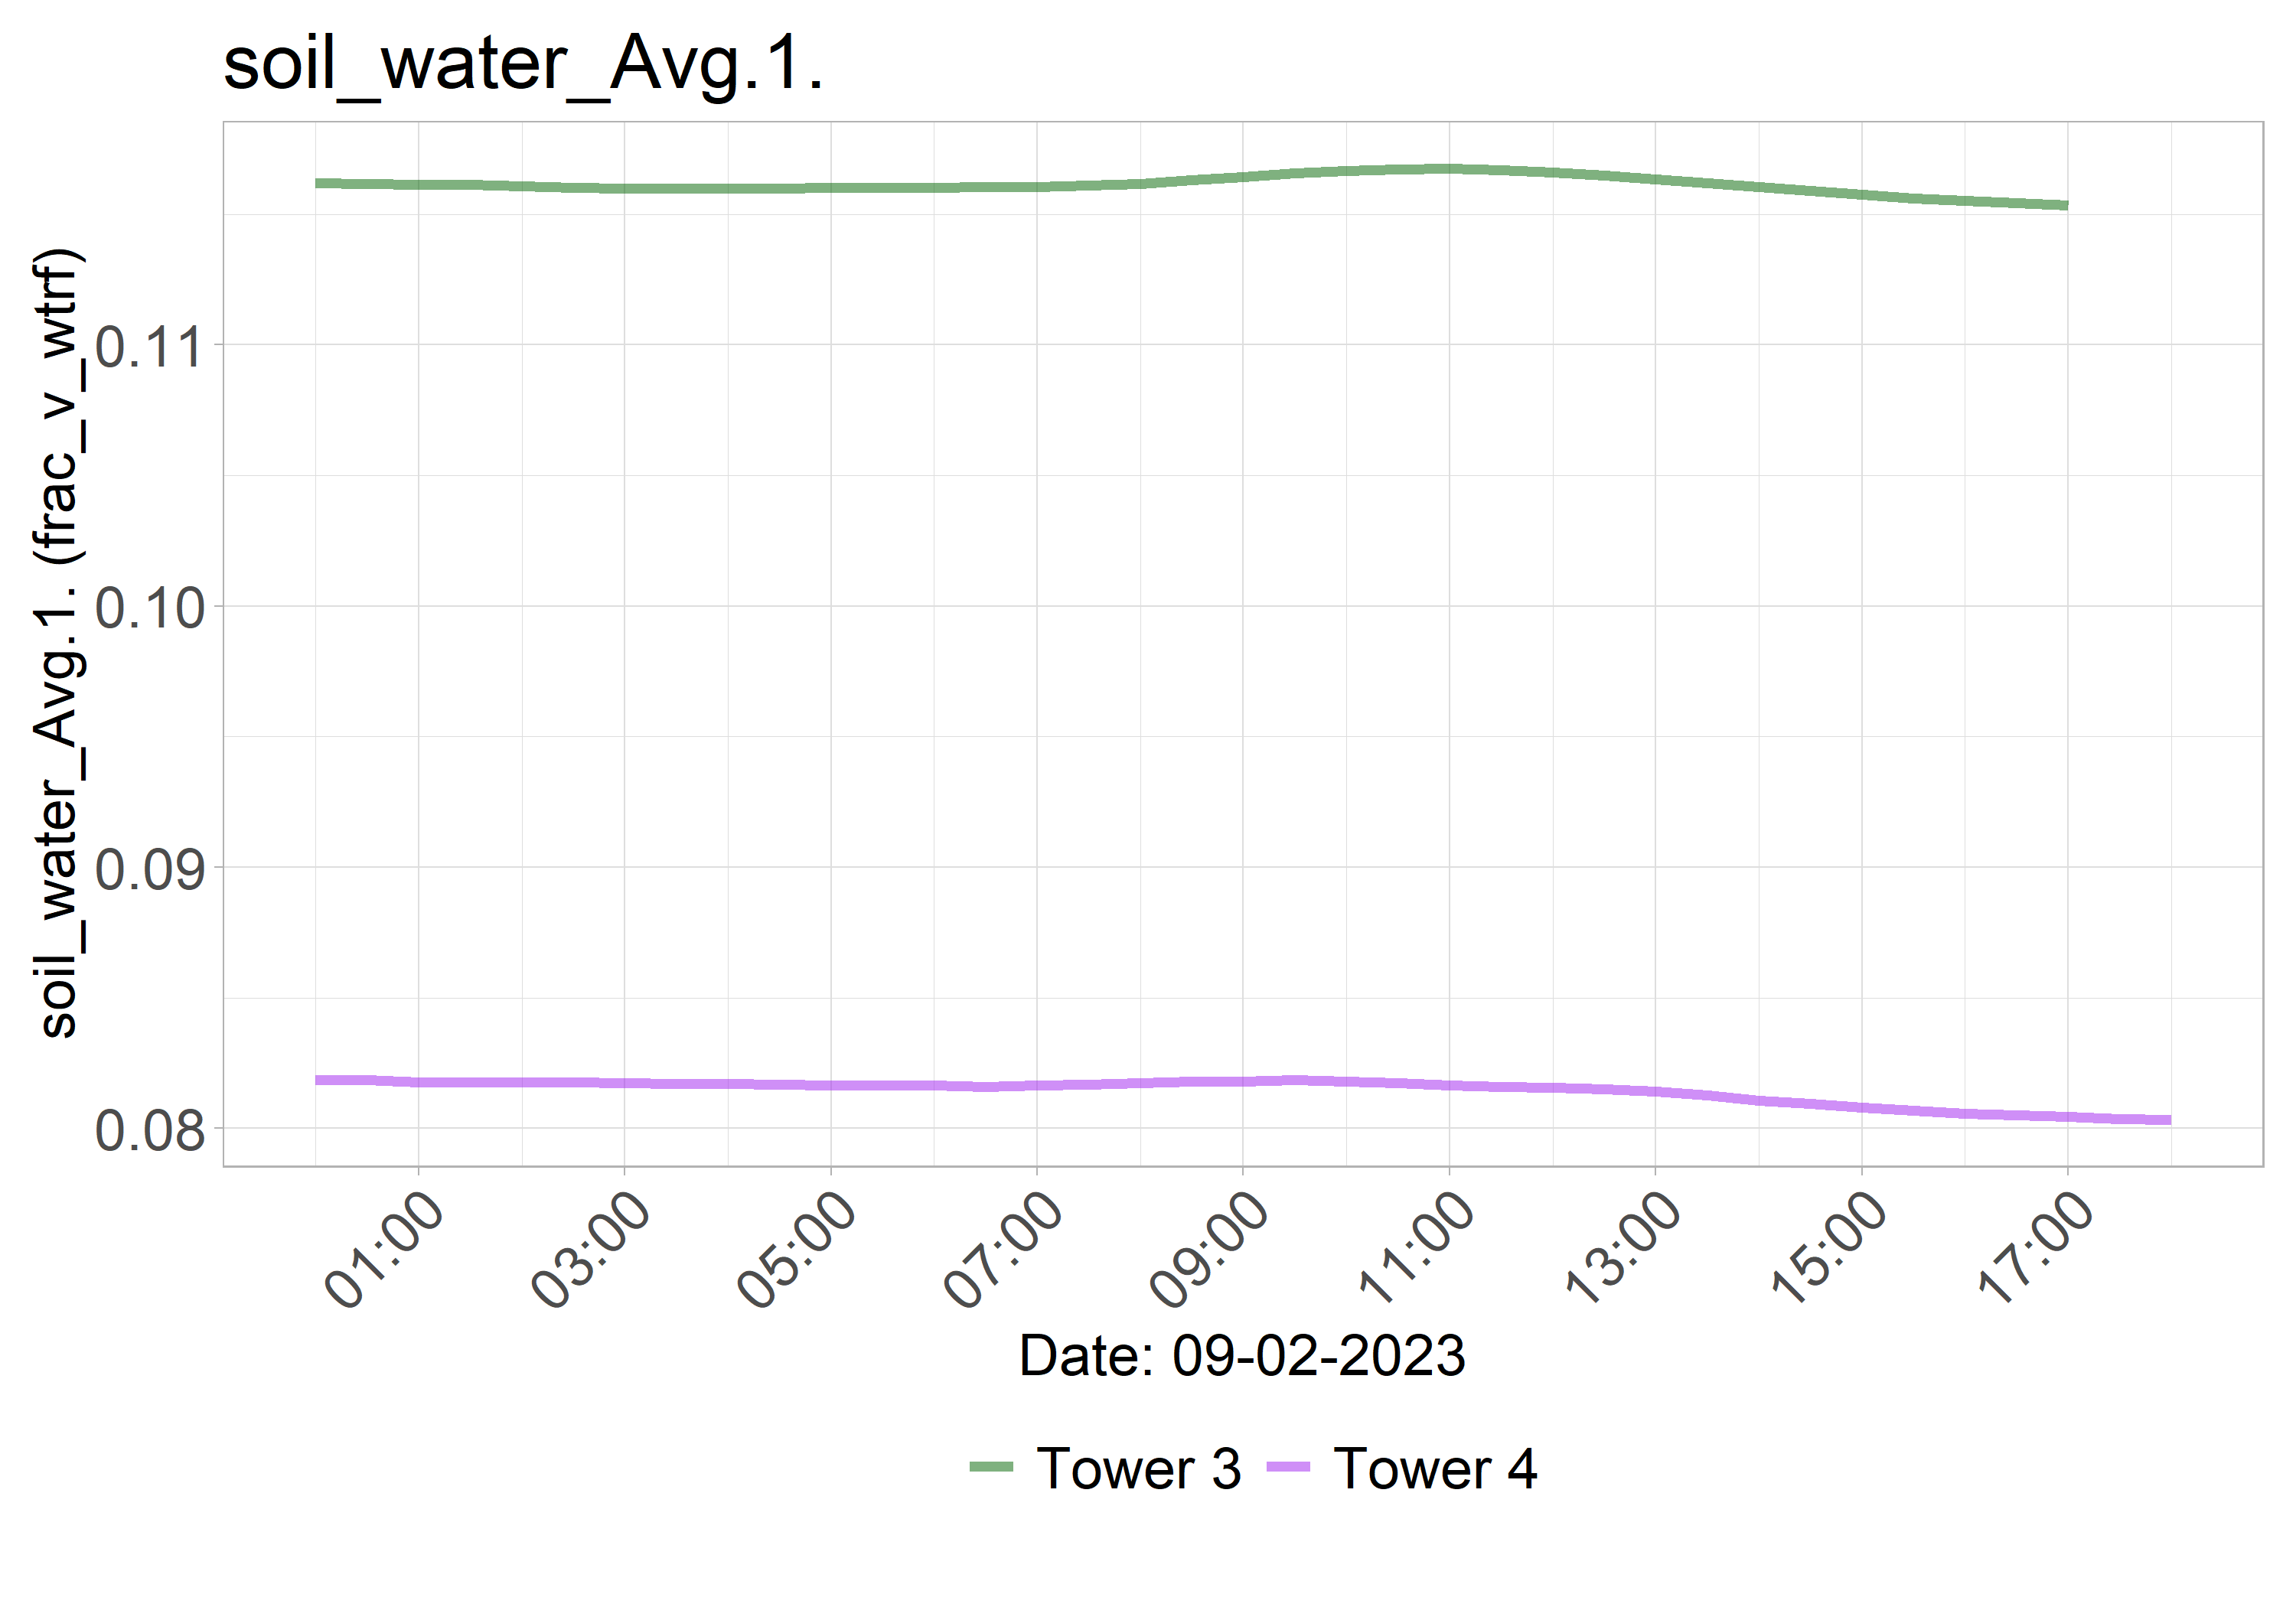 soil_water_Avg.1.
soil_water_Avg.1. (frac_v_wtrf)
0.11
0.10
0.09
0.08
01:00
03:00
05:00
07:00
09:00
11:00
13:00
15:00
17:00
Date: 09-02-2023
Tower 3
Tower 4